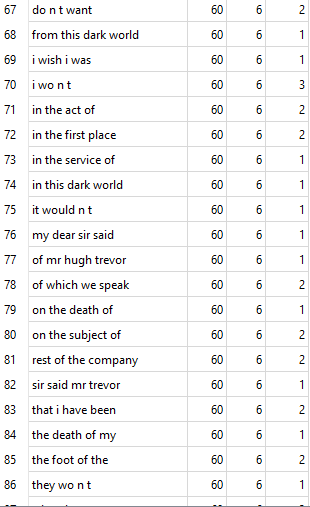 67 do n t want 60 6 2
68 from this dark world 60 6 1
69 i wish i was 60 6 1
70 i wo n t 60 6 3
71 in the act of 60 6 2
72 in the first place 60 6 2
73 in the service of 60 6 1
74 in this dark world 60 6 1
75 it would n t 60 6 1
76 my dear sir said 60 6 1
77 of mr hugh trevor 60 6 1
78 of which we speak 60 6 2
79 on the death of 60 6 1
80 on the subject of 60 6 2
81 rest of the company 60 6 2
82 sir said mr trevor 60 6 1
83 that i have been 60 6 2
84 the death of my 60 6 1
85 the foot of the 60 6 2
86 they wo n t 60 6 1